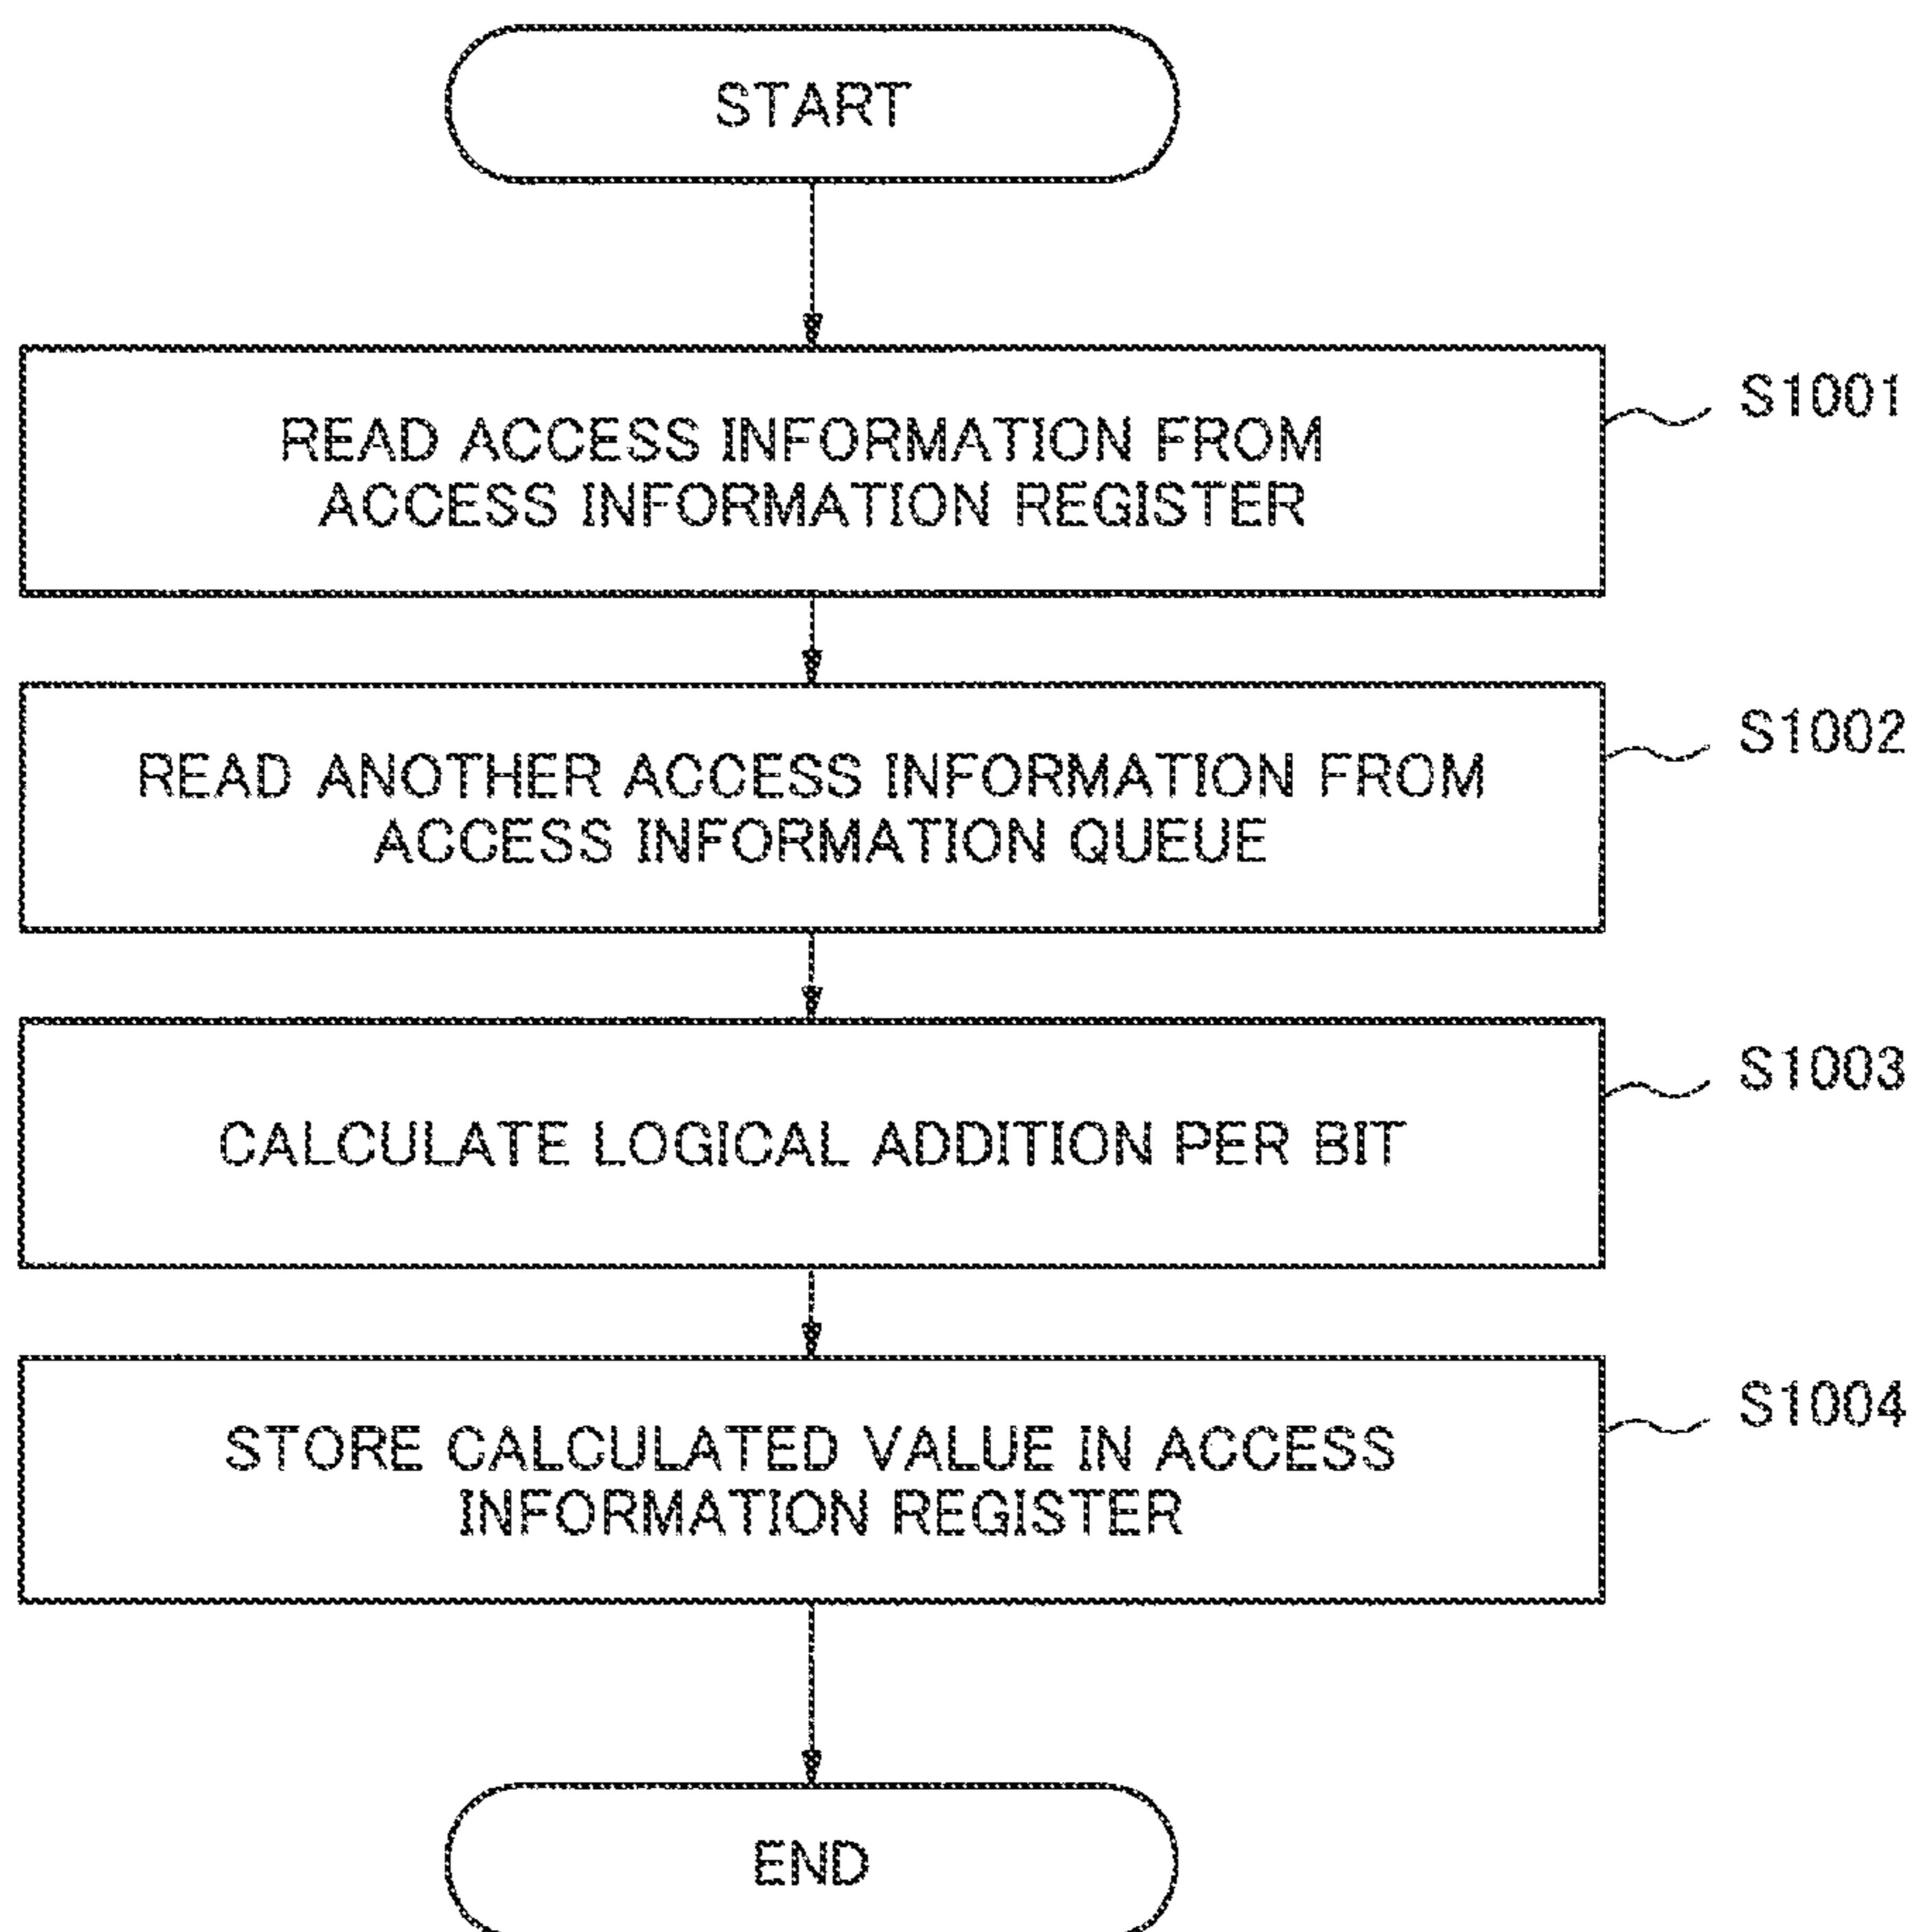 START
READ ACCESS INFORMATION FROM
ACCESS INFORMATION REGISTER
S1001
READ ANOTHER ACCESS INFORMATION FROM
ACCESS INFORMATION QUEUE
S1002
CALCULATE LOGICAL ADDITION PER BIT
S1003
STORE CALCULATED VALUE IN ACCESS
INFORMATION REGISTER
S1004
END